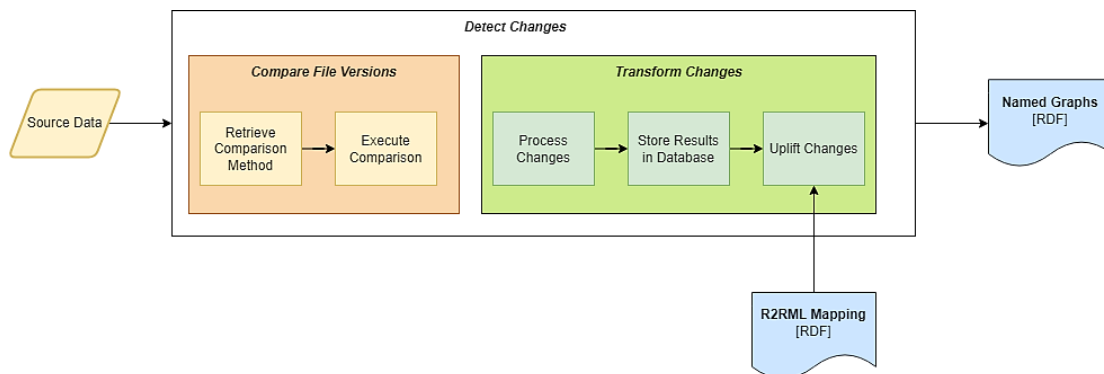 Detect Changes
Compare File Versions
Transform Changes
Source Data
Retrieve
Comparison
Method
Execute
Comparison
Process
Changes
Store Results
in Database
Uplift Changes
Named Graphs
[RDF]
R2RML Mapping
[RDF]